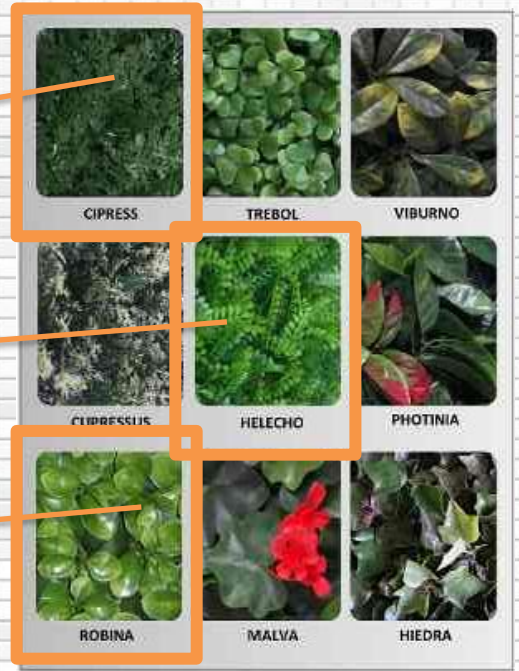 CIPRESS TREBOL VIBURNO
CUPRESSUS HELECHO PHOTINIA
ROBINA MALVA HIEDRA